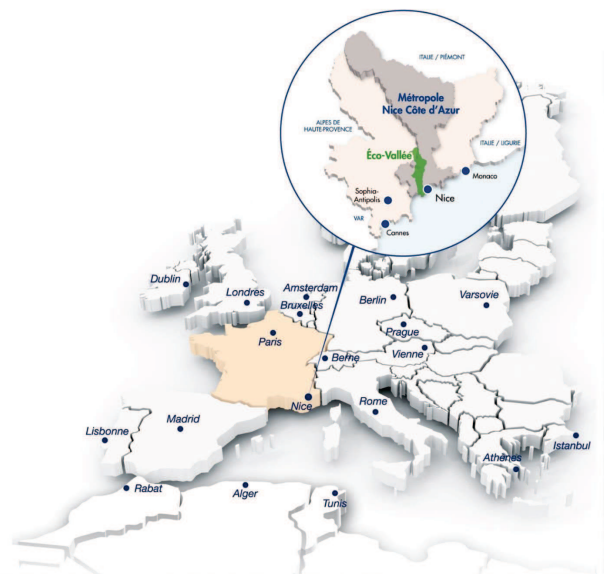 ITALIE / PIÉMONT
Métropole
Nice Côte d'Azur
ALPES DE
HAUTE-PROVENCE
ITALIE / LIGURIE
Éco-Vallée
Monaco
Sophia-
Antipolis
Nice
VAR
Cannes
Dublin
Londres
Amsterdam
Bruxelles
Berlin
Varsovie
Paris
Prague
Berne
Vienne
Nice
Rome
Madrid
Lisbonne
Istanbul
Athènes
Rabat
Alger
Tunis